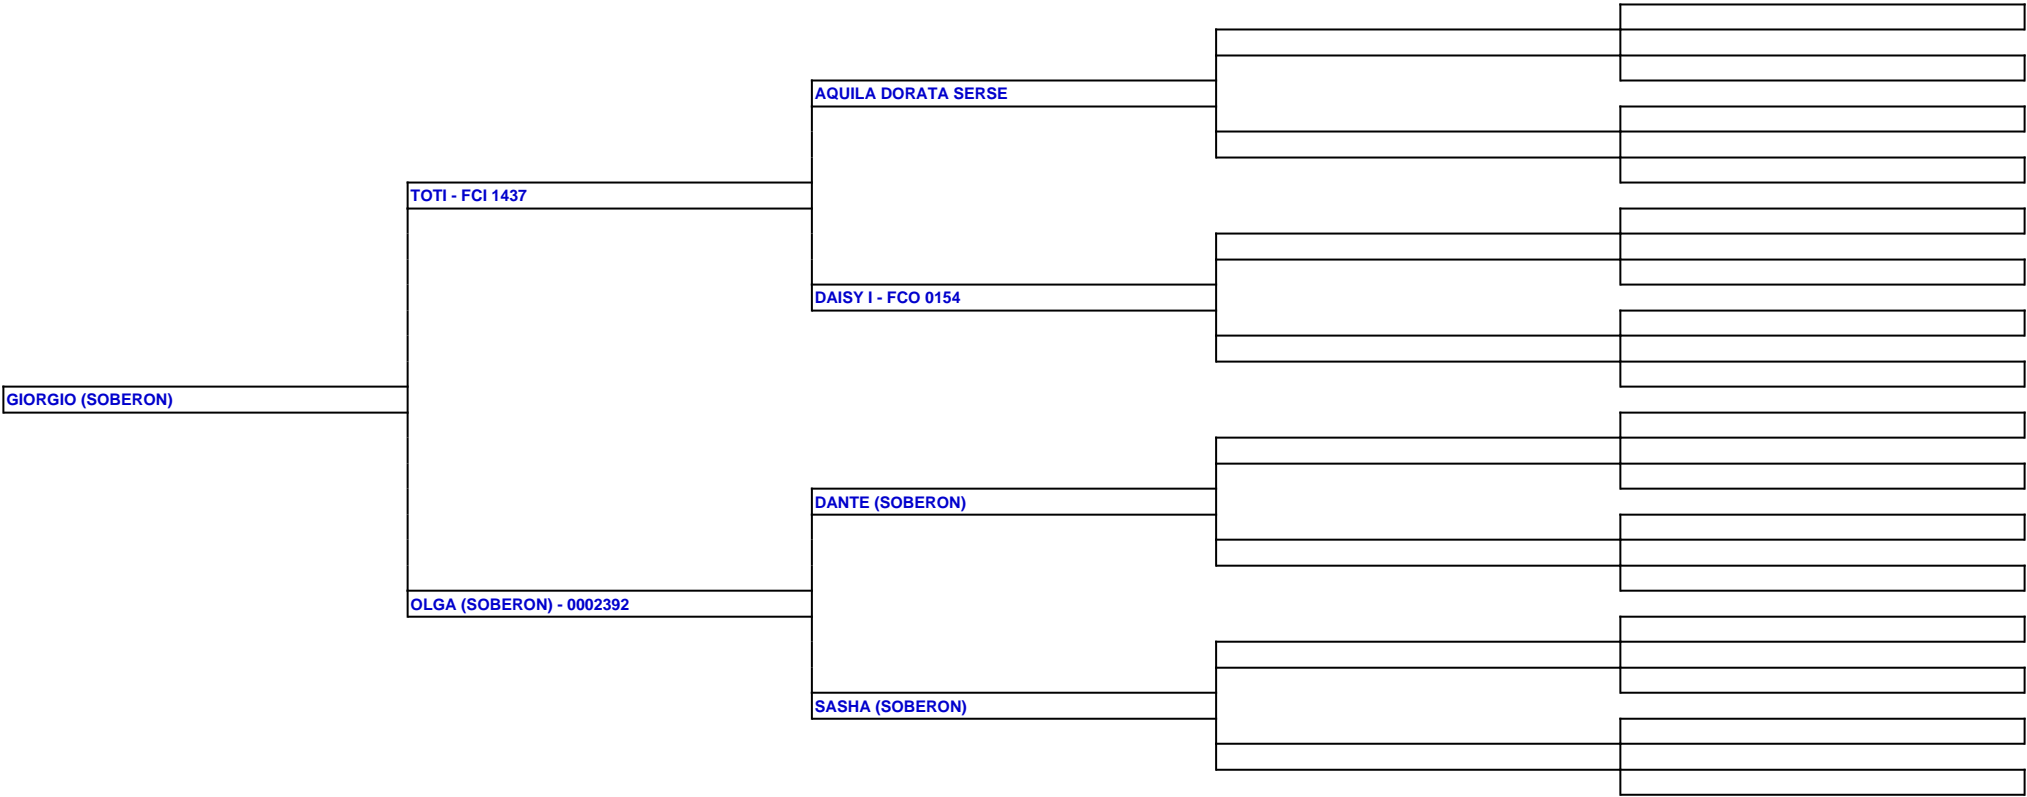 AQUILA DORATA SERSE
TOTI - FCI 1437
DAISY I - FCO 0154
GIORGIO (SOBERON)
DANTE (SOBERON)
OLGA (SOBERON) - 0002392
SASHA (SOBERON)